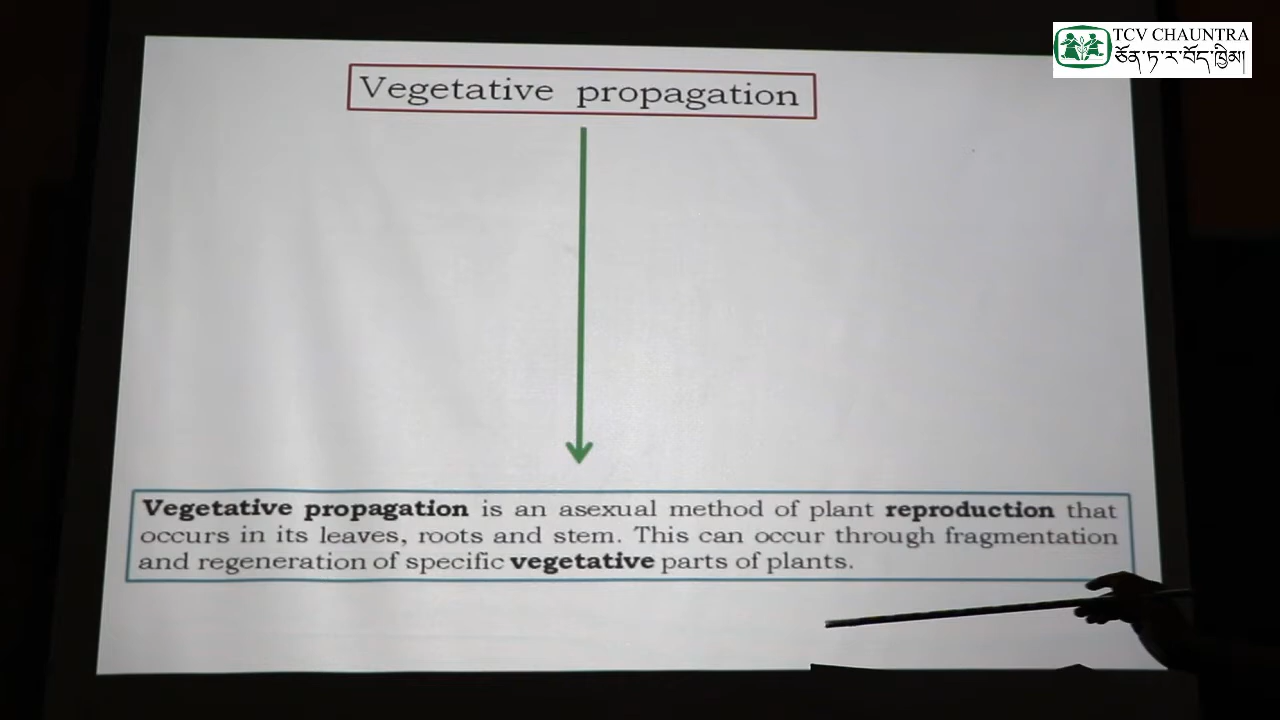 TCV CHAUNTRA
ཅོན་ཏ་ར་བོད་ཁྱིམ།
Vegetative propagation
Vegetative propagation is an asexual method of plant reproduction that
occurs in its leaves, roots and stem. This can occur through fragmentation
and regeneration of specific vegetative parts of plants.